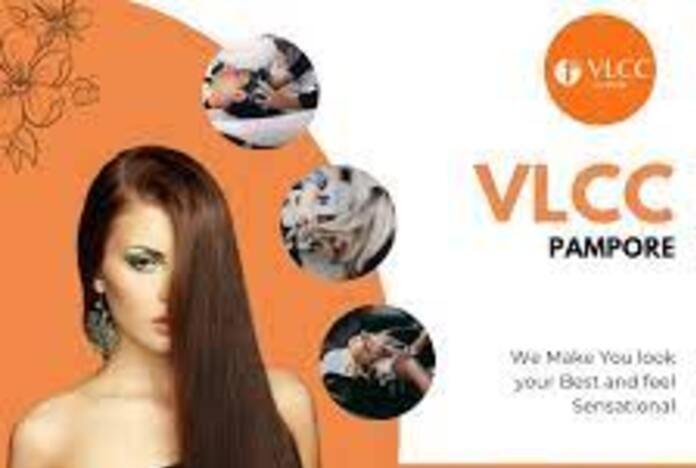 VLCC
VLCC
PAMPORE
We Make You look
your Best and feel
Sensational